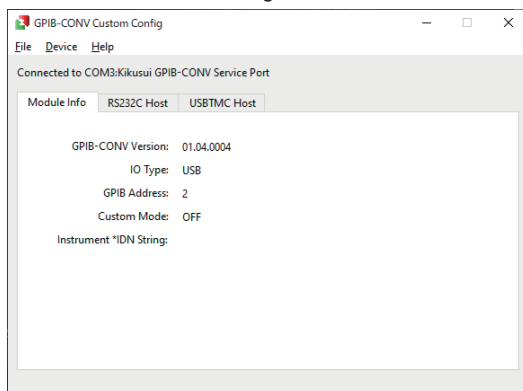 GPIB-CONV Custom Config
File Device Help
Connected to COM3:Kikusui GPIB-CONV Service Port
Module Info RS232C Host USBTMC Host
GPIB-CONV Version: 01.04.0004
IO Type: USB
GPIB Address: 2
Custom Mode: OFF
Instrument *IDN String: